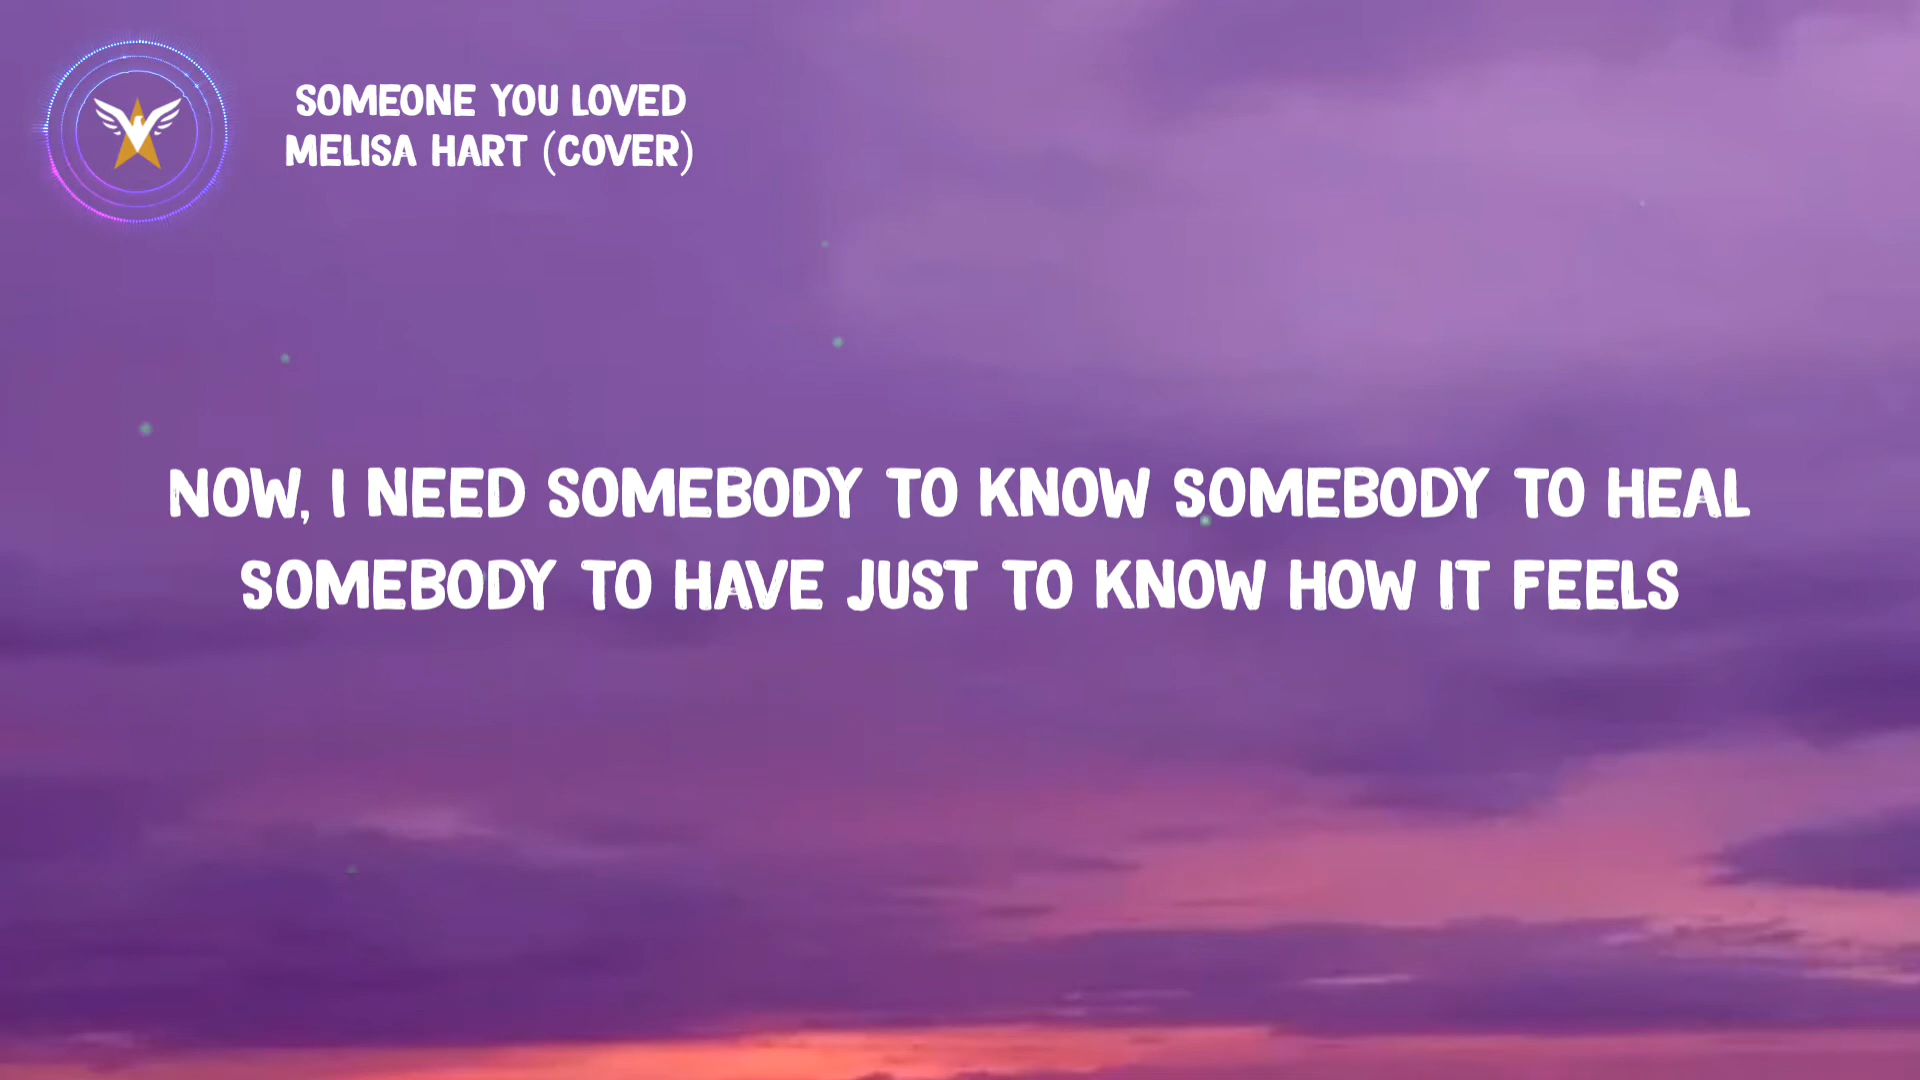 SOMEONE YOU LOVED
MELISA HART (COVER)
NOW, I NEED SOMEBODY TO KNOW SOMEBODY TO HEAL
SOMEBODY TO HAVE JUST TO KNOW HOW IT FEELS